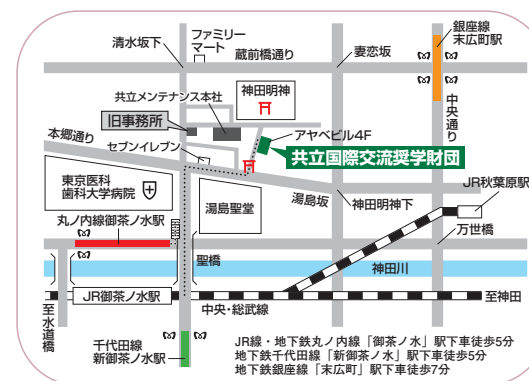 清水坂下
ファミリー
マート
蔵前橋通り
妻恋坂
銀座線
末広町駅
中央通り
共立メンテナンス本社
神田明神
旧事務所
本郷通り
セブンイレブン
アヤベビル4F
共立国際交流奨学財団
東京医科
歯科大学病院
湯島聖堂
湯島坂
神田明神下
JR秋葉原駅
丸ノ内線御茶ノ水駅
万世橋
聖橋
神田川
JR御茶ノ水駅
中央・総武線
至神田
至水道橋
千代田線
新御茶ノ水駅
JR線・地下鉄丸ノ内線「御茶ノ水」駅下車徒歩5分
地下鉄千代田線「新御茶ノ水」駅下車徒歩5分
地下鉄銀座線「末広町」駅下車徒歩7分